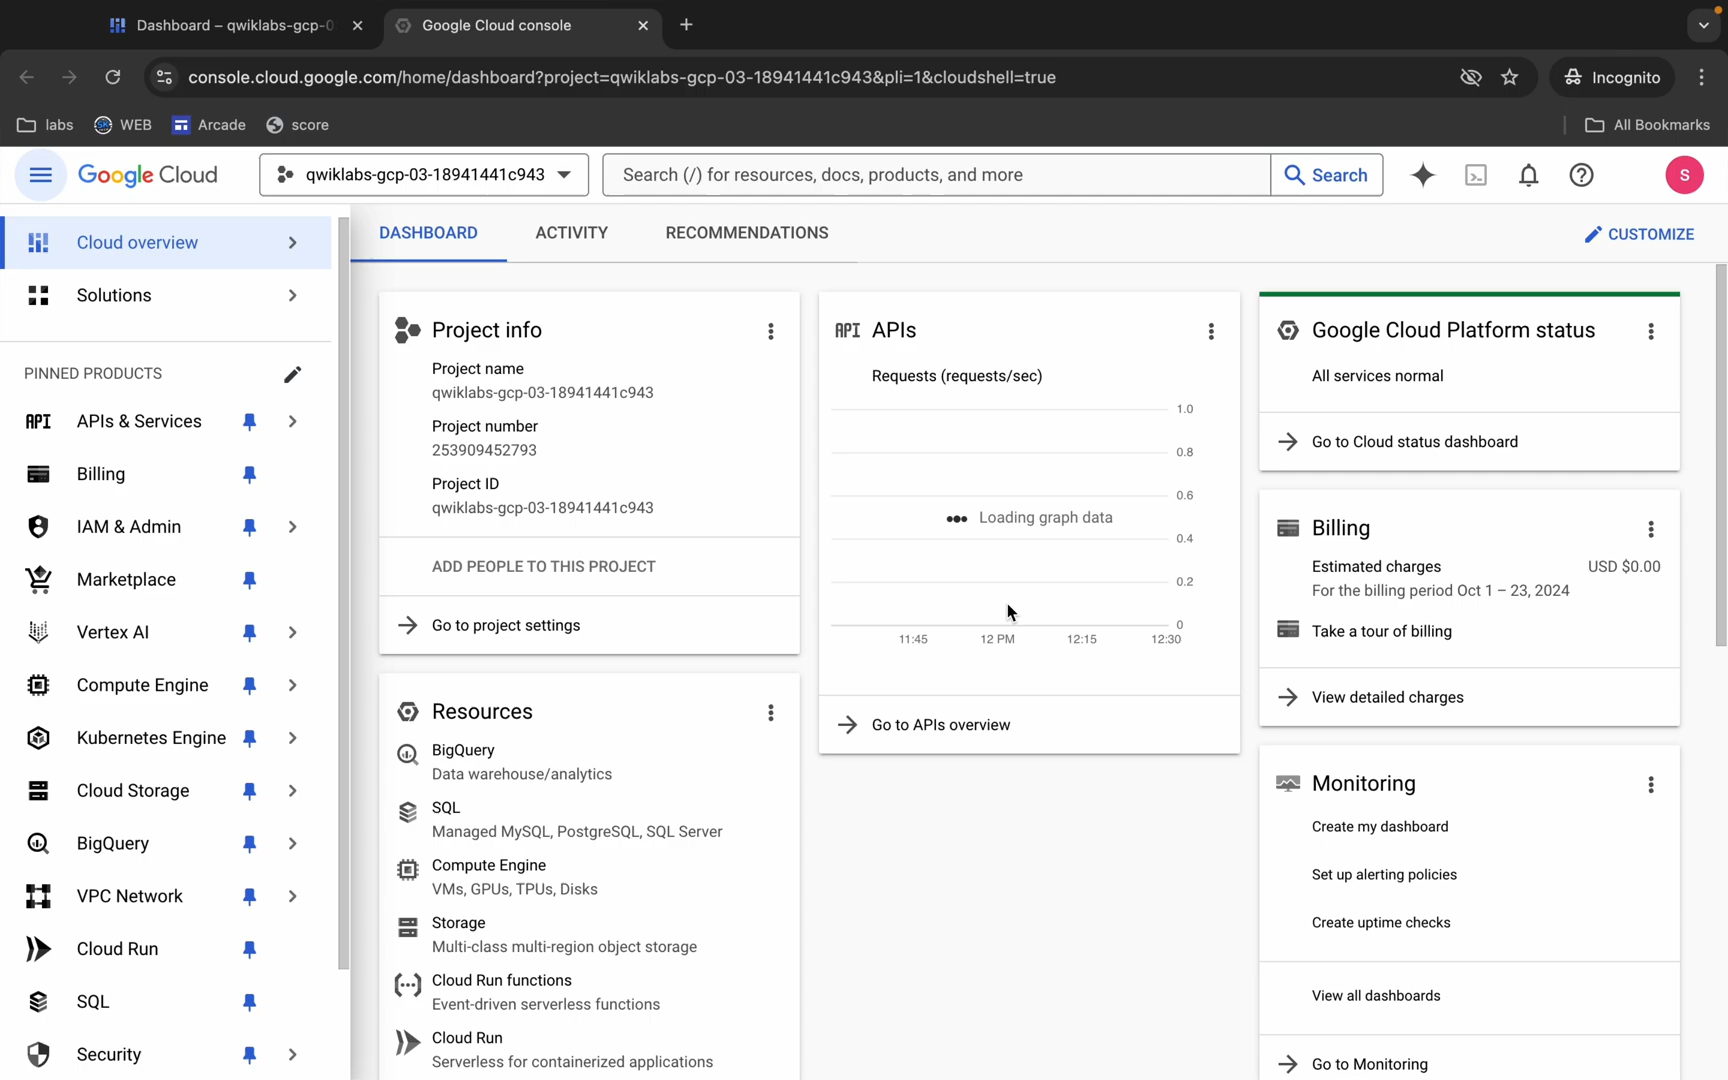 Dashboard – qwiklabs-gcp-0
Google Cloud console
console.cloud.google.com/home/dashboard?project=qwiklabs-gcp-03-18941441c943&pli=1&cloudshell=true
Incognito
labs
WEB
Arcade
score
All Bookmarks
Google Cloud
qwiklabs-gcp-03-18941441c943
Search (/) for resources, docs, products, and more
Search
S
Cloud overview
Solutions
PINNED PRODUCTS
API APIs & Services
Billing
IAM & Admin
Marketplace
Vertex AI
Compute Engine
Kubernetes Engine
Cloud Storage
BigQuery
VPC Network
Cloud Run
SQL
Security
DASHBOARD
ACTIVITY
RECOMMENDATIONS
CUSTOMIZE
Project info
Project name
qwiklabs-gcp-03-18941441c943
Project number
253909452793
Project ID
qwiklabs-gcp-03-18941441c943
ADD PEOPLE TO THIS PROJECT
Go to project settings
Resources
BigQuery
Data warehouse/analytics
SQL
Managed MySQL, PostgreSQL, SQL Server
Compute Engine
VMs, GPUs, TPUs, Disks
Storage
Multi-class multi-region object storage
Cloud Run functions
Event-driven serverless functions
Cloud Run
Serverless for containerized applications
API APIs
Requests (requests/sec)
1.0
0.8
0.6
Loading graph data
0.4
0.2
0
11:45
12 PM
12:15
12:30
Go to APIs overview
Google Cloud Platform status
All services normal
Go to Cloud status dashboard
Billing
Estimated charges
USD $0.00
For the billing period Oct 1 – 23, 2024
Take a tour of billing
View detailed charges
Monitoring
Create my dashboard
Set up alerting policies
Create uptime checks
View all dashboards
Go to Monitoring